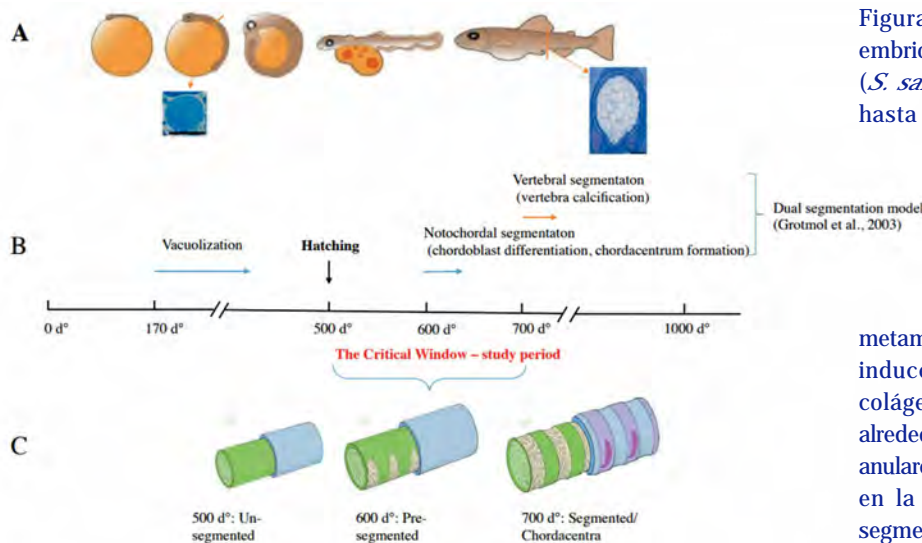 A
Figura
embrio
(S. sa
hasta
Vertebral segmentaton
(vertebra calcification)
Dual segmentation model
(Grotmol et al., 2003)
Notochordal segmentaton
(chordoblast differentiation, chordacentrum formation)
B
Vacuolization
Hatching
0 d°
170 d°
500 d°
600 d°
700 d°
1000 d°
The Critical Window – study period
C
500 d°: Un-
segmented
600 d°: Pre-
segmented
700 d°: Segmented/
Chordacentra
metam
induce
coláge
alreded
anulare
en la
segme